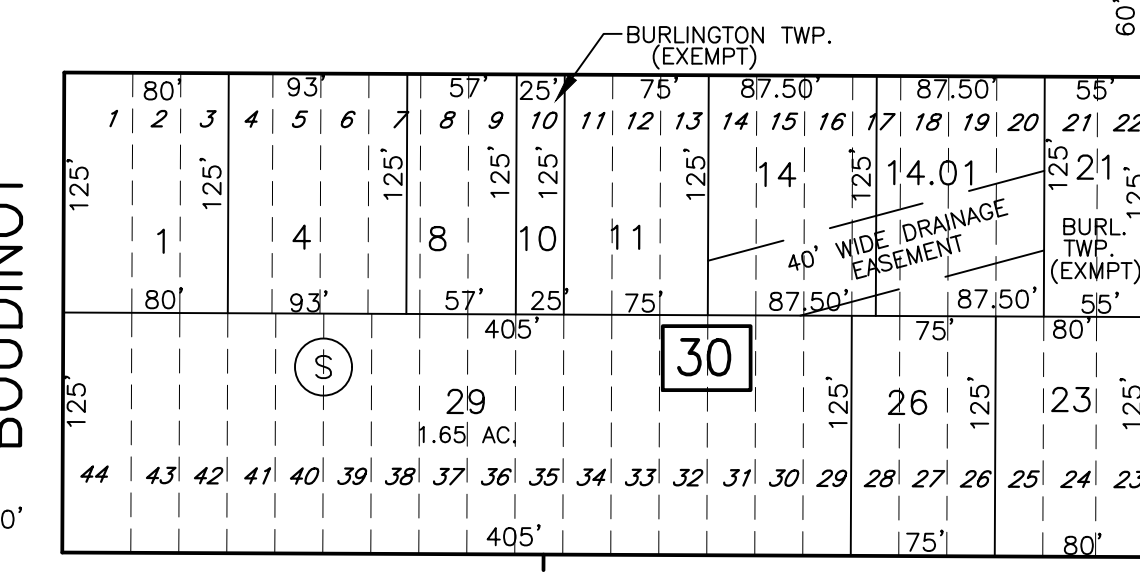 60'
BURLINGTON TWP.
(EXEMPT)
80' 93' 57' 25' 75' 87.50' 87.50' 55'
1 2 3 4 5 6 7 8 9 10 11 12 13 14 15 16 17 18 19 20 21 22
125' 125' 125' 125' 125' 125' 125' 125' 125'
14 14.01 21
1 4 8 10 11
40' WIDE DRAINAGE
EASEMENT
BURL.
TWP.
(EXMPT)
80' 93' 57' 25' 75' 87.50' 87.50' 55'
405' 75' 80'
BOUDINOT
$
30
125' 125' 125' 125'
29 26 23
1.65 AC.
44 43 42 41 40 39 38 37 36 35 34 33 32 31 30 29 28 27 26 25 24 23
0'
405' 75' 80'